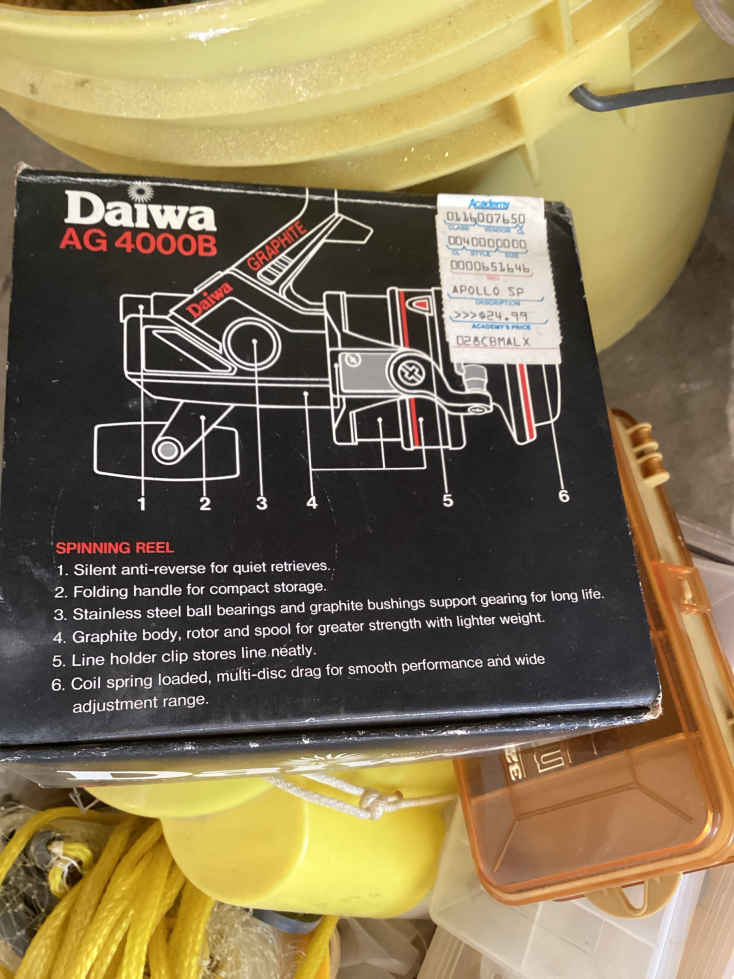 Daiwa
AG 4000B
GRAPHITE
Daiwa
Academy
0116007650
CLASS VENDOR
0040000000
CL STYLE SIZE
0000651646
SKU
APOLLO SP
DESCRIPTION
>>>$24.99
ACADEMY'S PRICE
D28CBMALX
1 2 3 4 5 6
SPINNING REEL
1. Silent anti-reverse for quiet retrieves.
2. Folding handle for compact storage.
3. Stainless steel ball bearings and graphite bushings support gearing for long life.
4. Graphite body, rotor and spool for greater strength with lighter weight.
5. Line holder clip stores line neatly.
6. Coil spring loaded, multi-disc drag for smooth performance and wide
adjustment range.